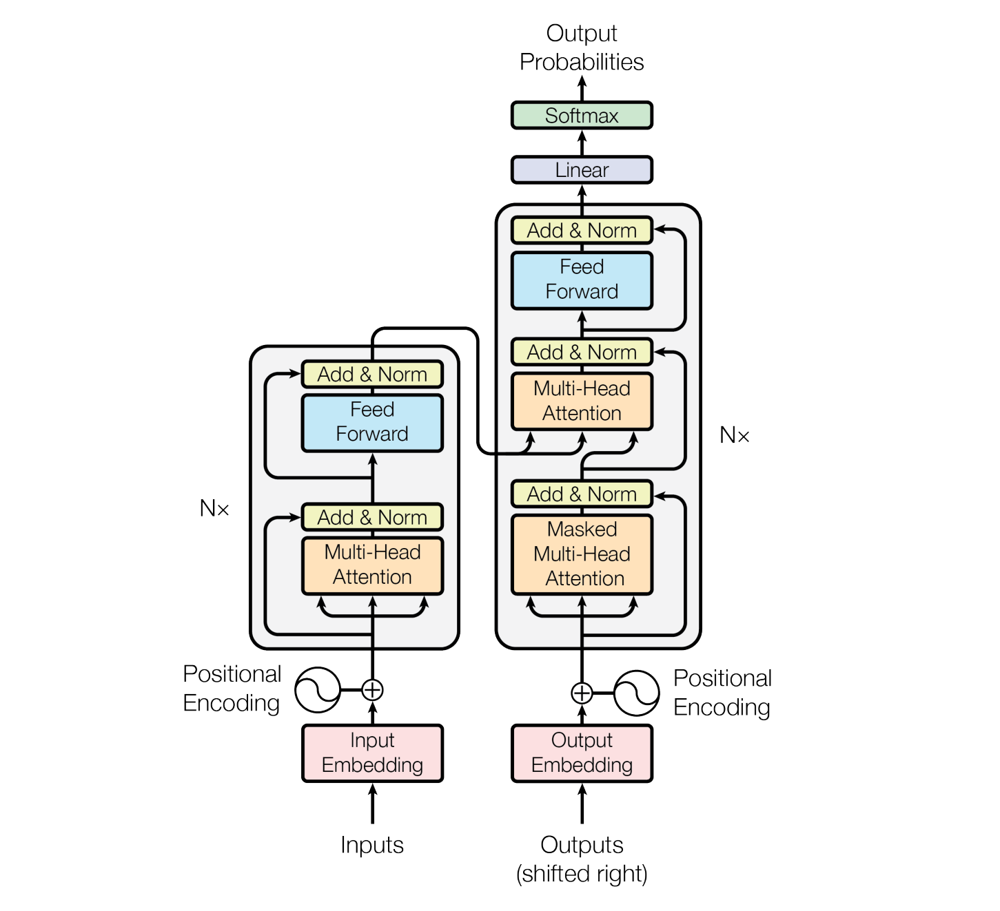 Output
Probabilities
Softmax
Linear
Add & Norm
Feed
Forward
Add & Norm
Multi-Head
Attention
Add & Norm
Masked
Multi-Head
Attention
N×
Add & Norm
Feed
Forward
Add & Norm
Multi-Head
Attention
N×
Positional
Encoding
Positional
Encoding
Input
Embedding
Output
Embedding
Inputs
Outputs
(shifted right)